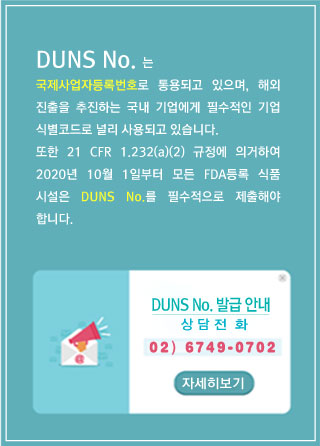 DUNS No. 는
국제사업자등록번호로 통용되고 있으며, 해외
진출을 추진하는 국내 기업에게 필수적인 기업
식별코드로 널리 사용되고 있습니다.
또한 21 CFR 1.232(a)(2) 규정에 의거하여
2020년 10월 1일부터 모든 FDA등록 식품
시설은 DUNS No.를 필수적으로 제출해야
합니다.
DUNS No. 발급 안내
상 담 전 화
02) 6749-0702
자세히보기